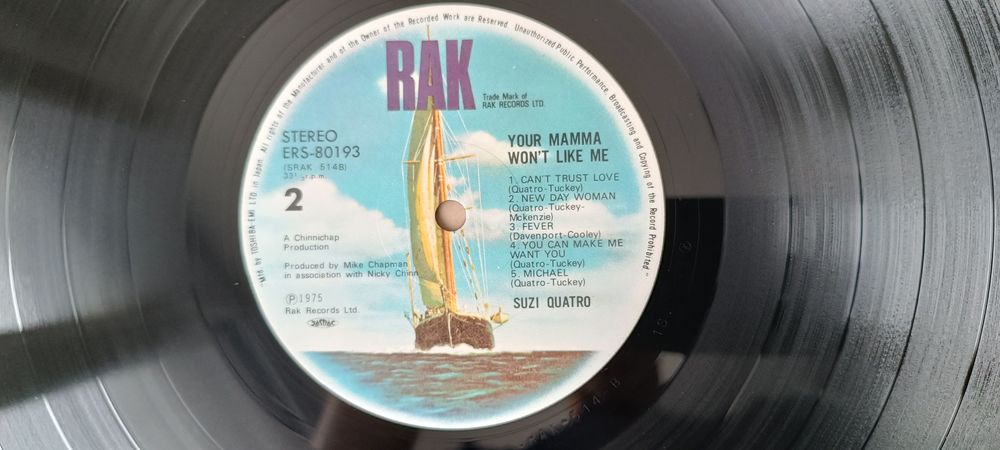 "Mfd by TOSHIBA-EMI LTD. in Japan. All rights of the Manufacturer and of the Owner of the Recorded Work are Reserved. Unauthorized Public Performance, Broadcasting and Copying of the Record Prohibited"
RAK
Trade Mark of
RAK RECORDS LTD.
STEREO
ERS-80193
(SRAK 514B)
33⅓ r.p.m.
2
A Chinnichap
Production
Produced by Mike Chapman
in association with Nicky Chinn
Ⓟ1975
Rak Records Ltd.
YOUR MAMMA
WON'T LIKE ME
1. CAN'T TRUST LOVE
(Quatro-Tuckey)
2. NEW DAY WOMAN
(Quatro-Tuckey-
Mckenzie)
3. FEVER
(Davenport-Cooley)
4. YOU CAN MAKE ME
WANT YOU
(Quatro-Tuckey)
5. MICHAEL
(Quatro-Tuckey)
SUZI QUATRO